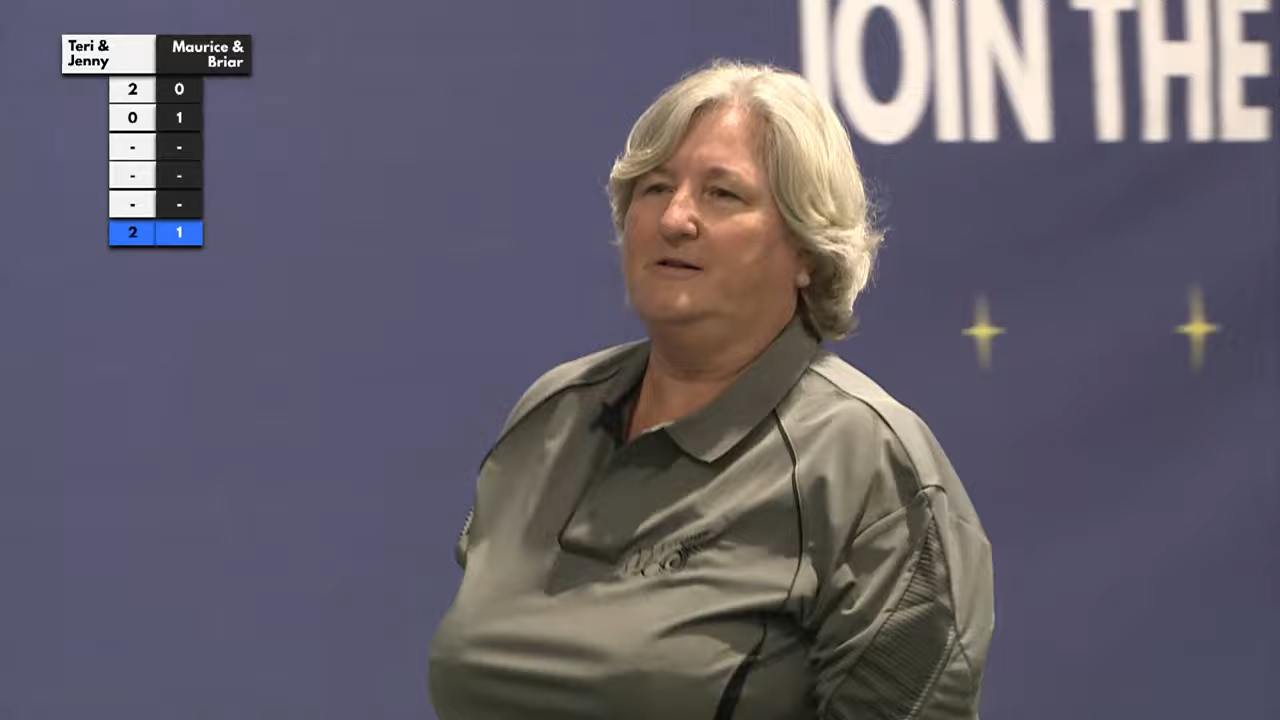 JOIN THE
Teri & Jenny
Maurice & Briar
2 0
0 1
- -
- -
- -
2 1